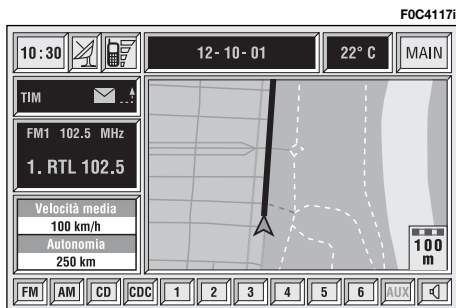 F0C4117i
10:30
12-10-01
22° C
MAIN
TIM
FM1 102.5 MHz
1. RTL 102.5
Velocità media
100 km/h
Autonomia
250 km
100
m
FM AM CD CDC 1 2 3 4 5 6 AUX